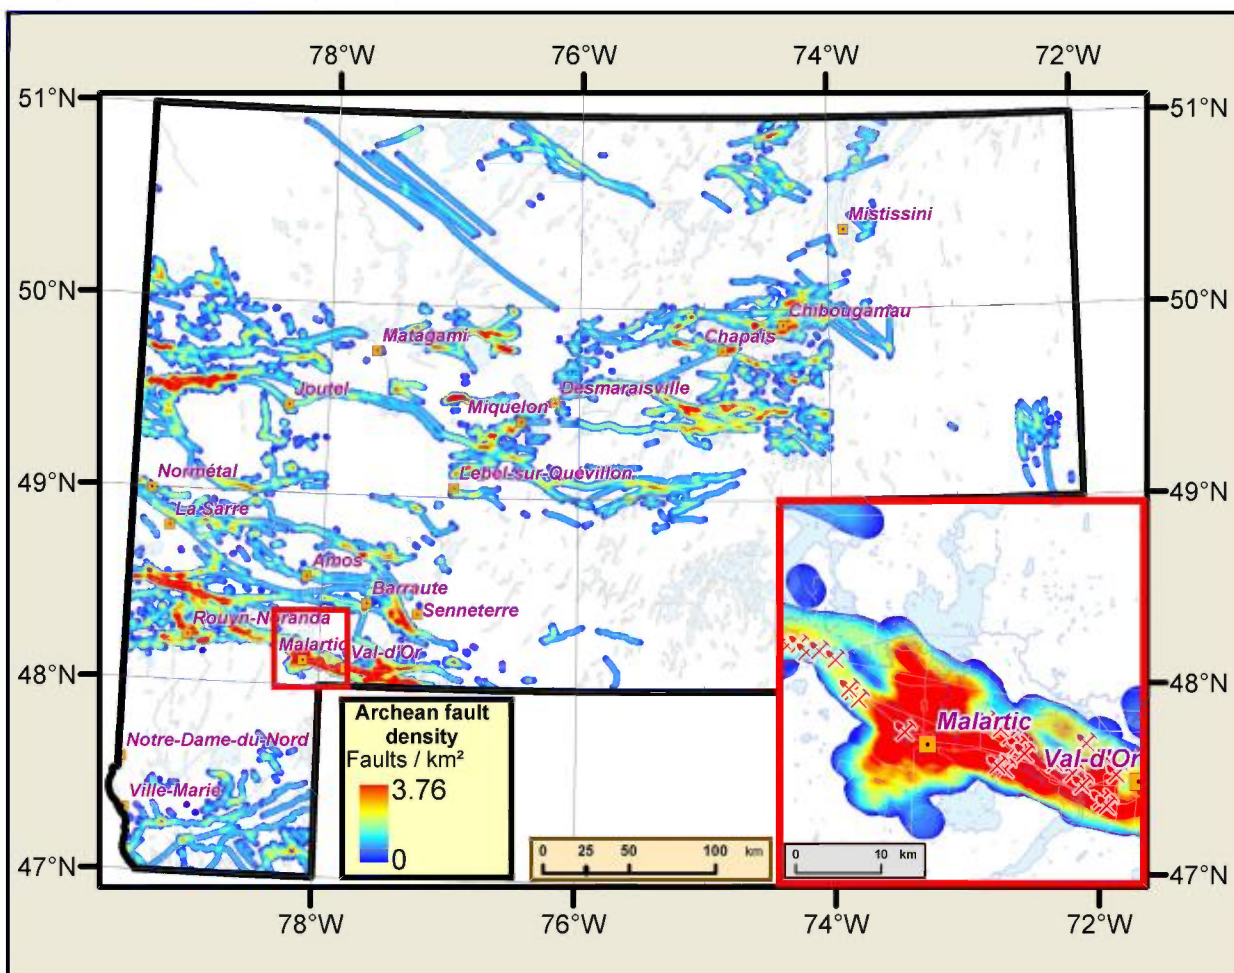 78°W 76°W 74°W 72°W
51°N 51°N
Mistissini
50°N 50°N
Chibougamau
Matagami Chapais
Joutel Desmaraisville
Miquelon
Normétal Lebel-sur-Quévillon
49°N 49°N
La Sarre
Amos
Barraute
Senneterre
Rouyn-Noranda
Malartic Val-d'Or
48°N 48°N
Archean fault
density
Faults / km²
3.76
0
Malartic
Val-d'Or
Notre-Dame-du-Nord
Ville-Marie
0 25 50 100 km
0 10 km
47°N 47°N
78°W 76°W 74°W 72°W